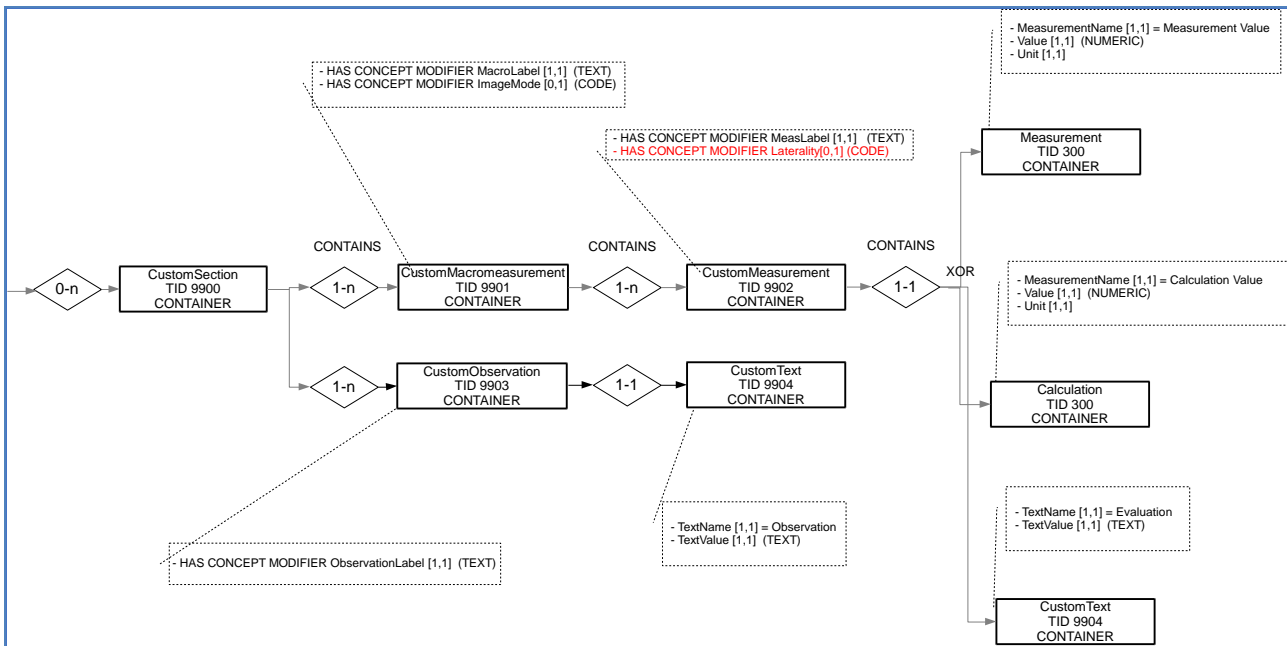 - MeasurementName [1,1] = Measurement Value
- Value [1,1]  (NUMERIC)
- Unit [1,1]
- HAS CONCEPT MODIFIER MacroLabel [1,1]  (TEXT)
- HAS CONCEPT MODIFIER ImageMode [0,1]  (CODE)
- HAS CONCEPT MODIFIER MeasLabel [1,1]   (TEXT)
- HAS CONCEPT MODIFIER Laterality[0,1] (CODE)
Measurement
TID 300
CONTAINER
CONTAINS
CONTAINS
CONTAINS
XOR
0-n
CustomSection
TID 9900
CONTAINER
1-n
CustomMacromeasurement
TID 9901
CONTAINER
1-n
CustomMeasurement
TID 9902
CONTAINER
1-1
- MeasurementName [1,1] = Calculation Value
- Value [1,1]  (NUMERIC)
- Unit [1,1]
1-n
CustomObservation
TID 9903
CONTAINER
1-1
CustomText
TID 9904
CONTAINER
Calculation
TID 300
CONTAINER
- TextName [1,1] = Observation
- TextValue [1,1]  (TEXT)
- TextName [1,1] = Evaluation
- TextValue [1,1]  (TEXT)
- HAS CONCEPT MODIFIER ObservationLabel [1,1]  (TEXT)
CustomText
TID 9904
CONTAINER